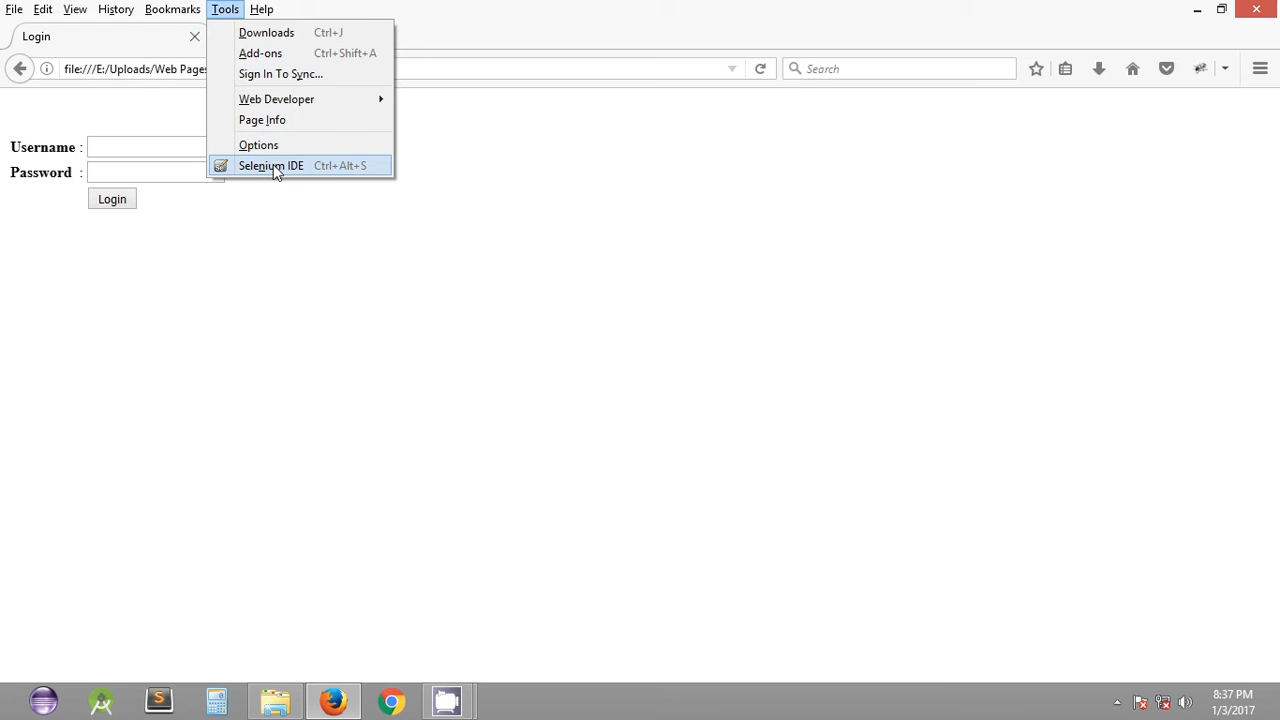 File Edit View History Bookmarks Tools Help
Login
file:///E:/Uploads/Web Pages
Search
Downloads Ctrl+J
Add-ons Ctrl+Shift+A
Sign In To Sync...
Web Developer
Page Info
Options
Selenium IDE Ctrl+Alt+S
Username :
Password :
Login
8:37 PM
1/3/2017